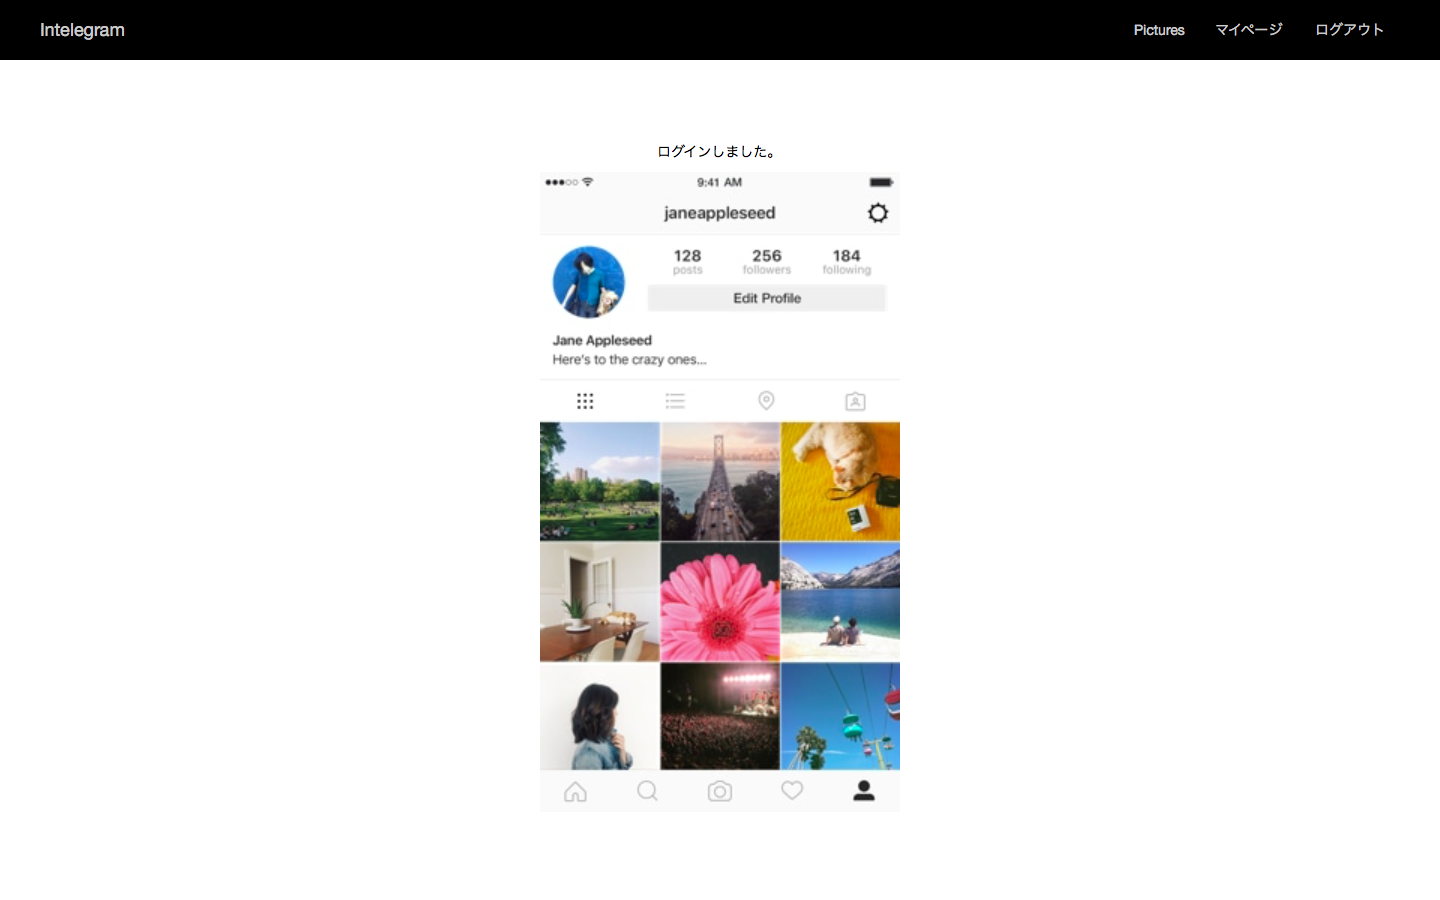 Intelegram
Pictures マイページ ログアウト
ログインしました。
9:41 AM
janeappleseed
128 256 184
posts followers following
Edit Profile
Jane Appleseed
Here's to the crazy ones...